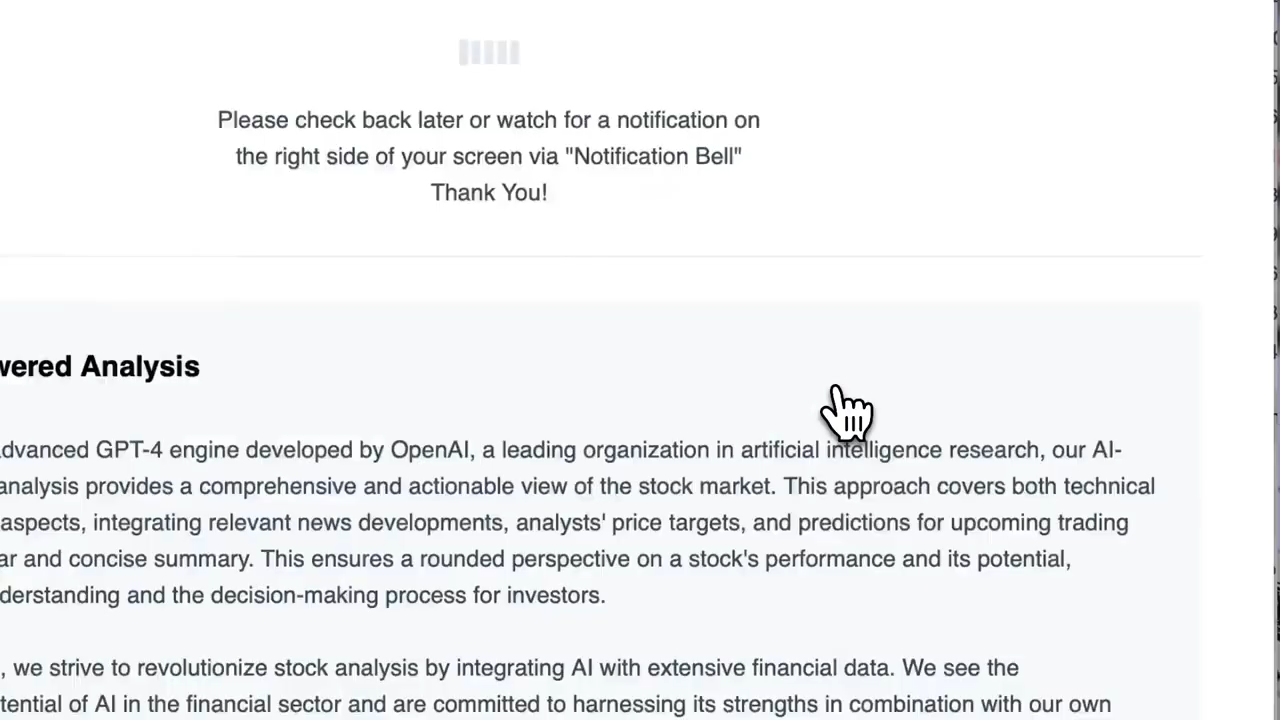 Please check back later or watch for a notification on
the right side of your screen via "Notification Bell"
Thank You!
wered Analysis
dvanced GPT-4 engine developed by OpenAI, a leading organization in artificial intelligence research, our AI-
analysis provides a comprehensive and actionable view of the stock market. This approach covers both technical
aspects, integrating relevant news developments, analysts' price targets, and predictions for upcoming trading
ar and concise summary. This ensures a rounded perspective on a stock's performance and its potential,
derstanding and the decision-making process for investors.
, we strive to revolutionize stock analysis by integrating AI with extensive financial data. We see the
tential of AI in the financial sector and are committed to harnessing its strengths in combination with our own